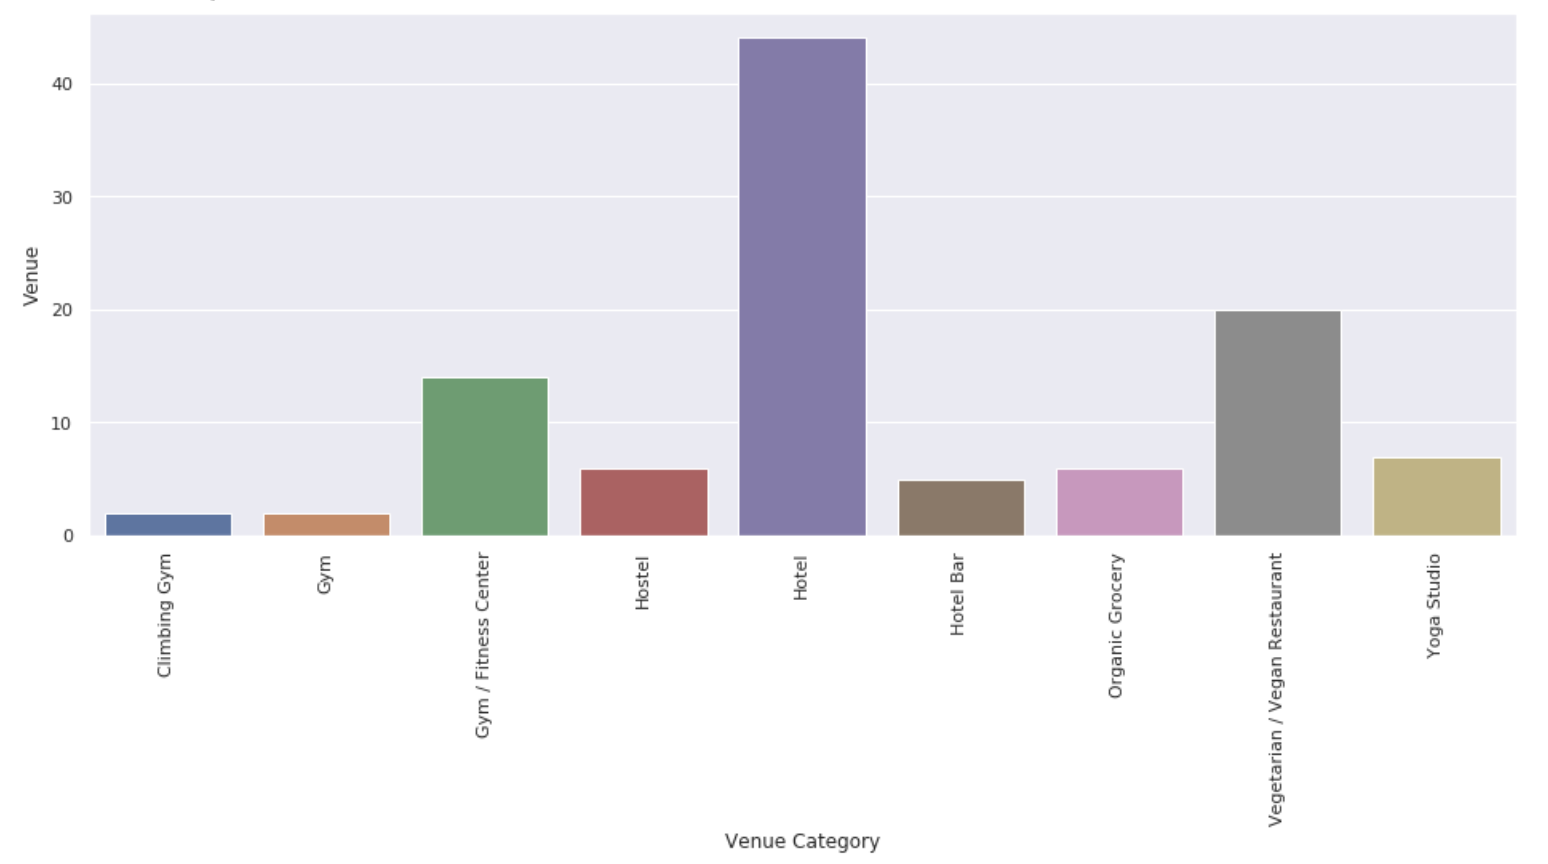 40
30
20
10
0
Venue
Climbing Gym
Gym
Gym / Fitness Center
Hostel
Hotel
Hotel Bar
Organic Grocery
Vegetarian / Vegan Restaurant
Yoga Studio
Venue Category